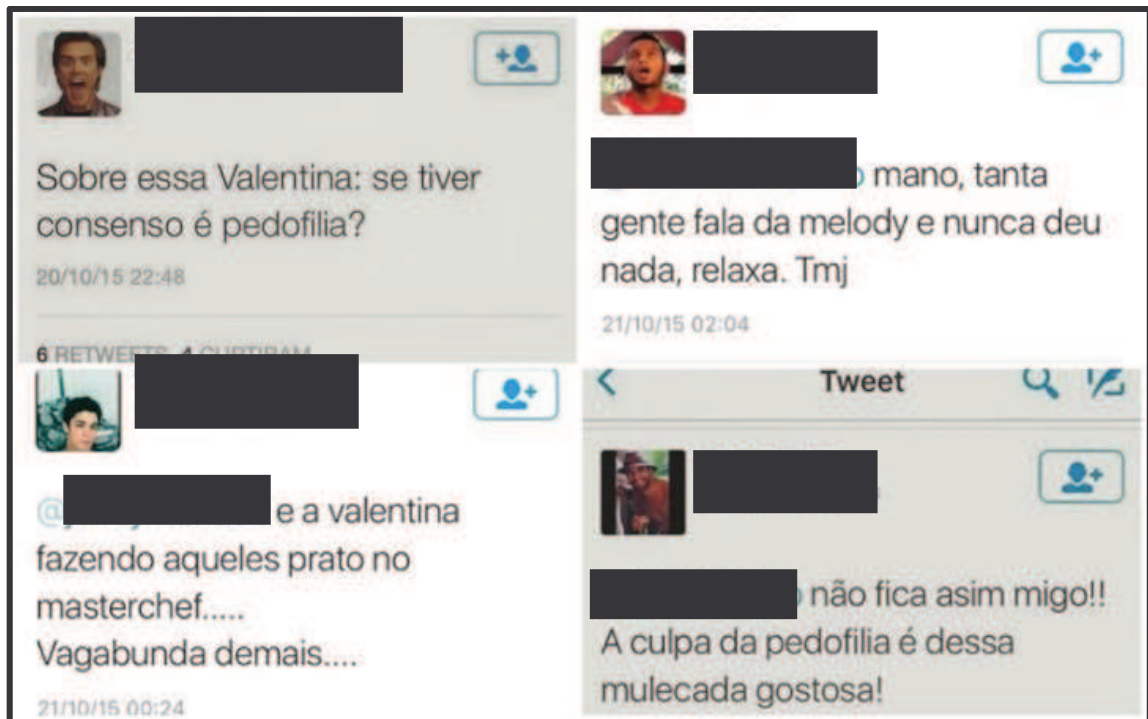 Sobre essa Valentina: se tiver
consenso é pedofilia?
20/10/15 22:48
6 RETWEETS 4 CURTIRAM
mano, tanta
gente fala da melody e nunca deu
nada, relaxa. Tmj
21/10/15 02:04
@ e a valentina
fazendo aqueles prato no
masterchef.....
Vagabunda demais....
21/10/15 00:24
Tweet
não fica asim migo!!
A culpa da pedofilia é dessa
mulecada gostosa!